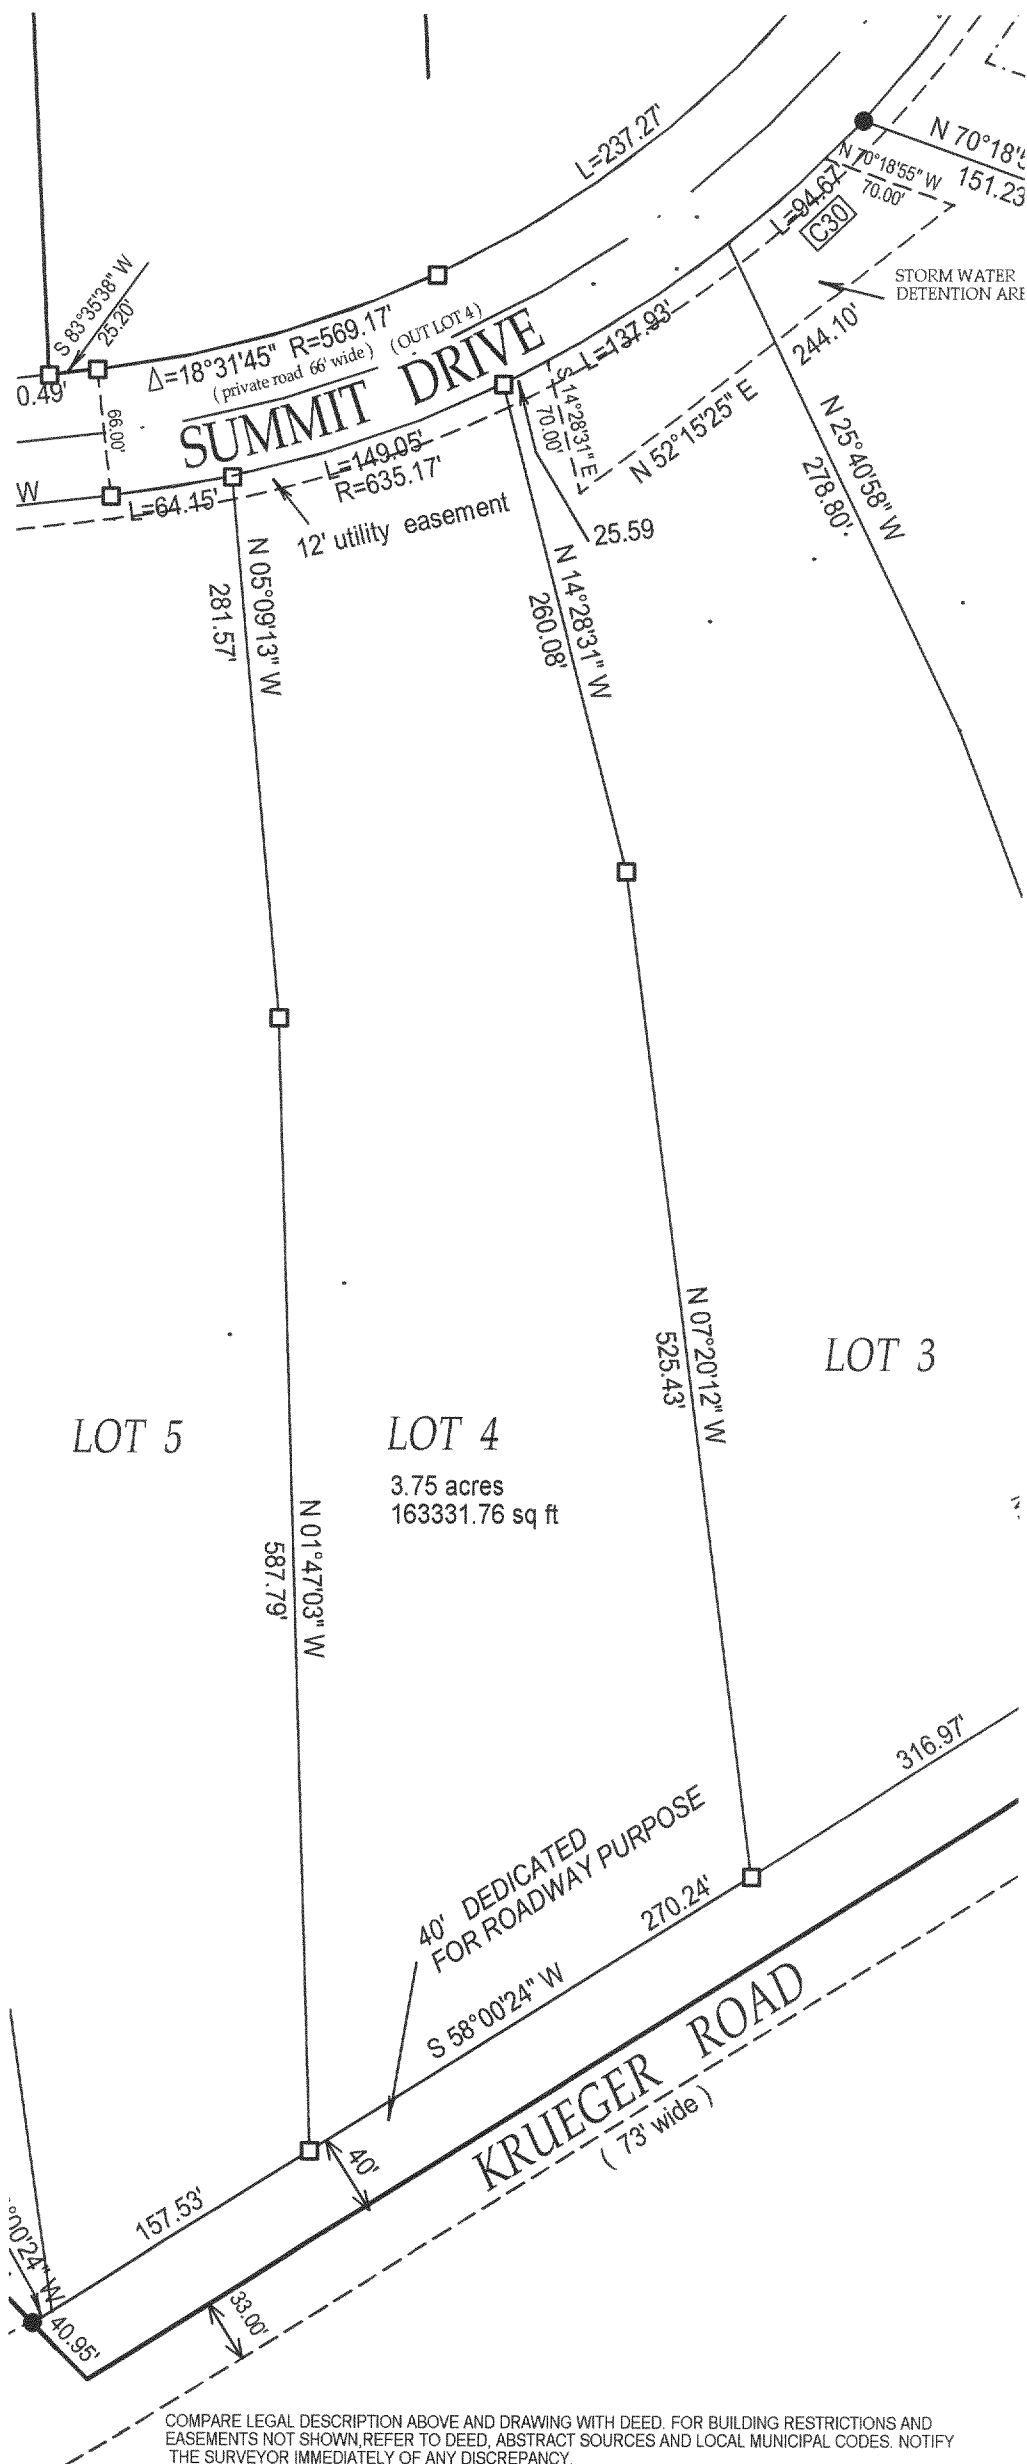 L=237.27'
N 70°18'5
151.23
N 70°18'55" W
70.00'
L=94.67'
C30
STORM WATER
DETENTION ARE
S 83°35'38" W
25.20'
0.49'
Δ=18°31'45" R=569.17'
( private road 66' wide ) ( OUT LOT 4 )
SUMMIT DRIVE
66.00'
L=137.93'
244.10'
S 14°28'31" E
70.00'
N 52°15'25" E
N 25°40'58" W
278.80'
W
L=64.15'
L=149.05'
R=635.17'
12' utility easement
25.59
N 05°09'13" W
281.57'
N 14°28'31" W
260.08'
N 07°20'12" W
525.43'
LOT 3
LOT 5
LOT 4
3.75 acres
163331.76 sq ft
N 01°47'03" W
587.79'
316.97'
40' DEDICATED
FOR ROADWAY PURPOSE
270.24'
S 58°00'24" W
KRUEGER ROAD
( 73' wide )
40'
157.53'
°00'24" W
40.95'
33.00'
COMPARE LEGAL DESCRIPTION ABOVE AND DRAWING WITH DEED. FOR BUILDING RESTRICTIONS AND
EASEMENTS NOT SHOWN,REFER TO DEED, ABSTRACT SOURCES AND LOCAL MUNICIPAL CODES. NOTIFY
THE SURVEYOR IMMEDIATELY OF ANY DISCREPANCY.